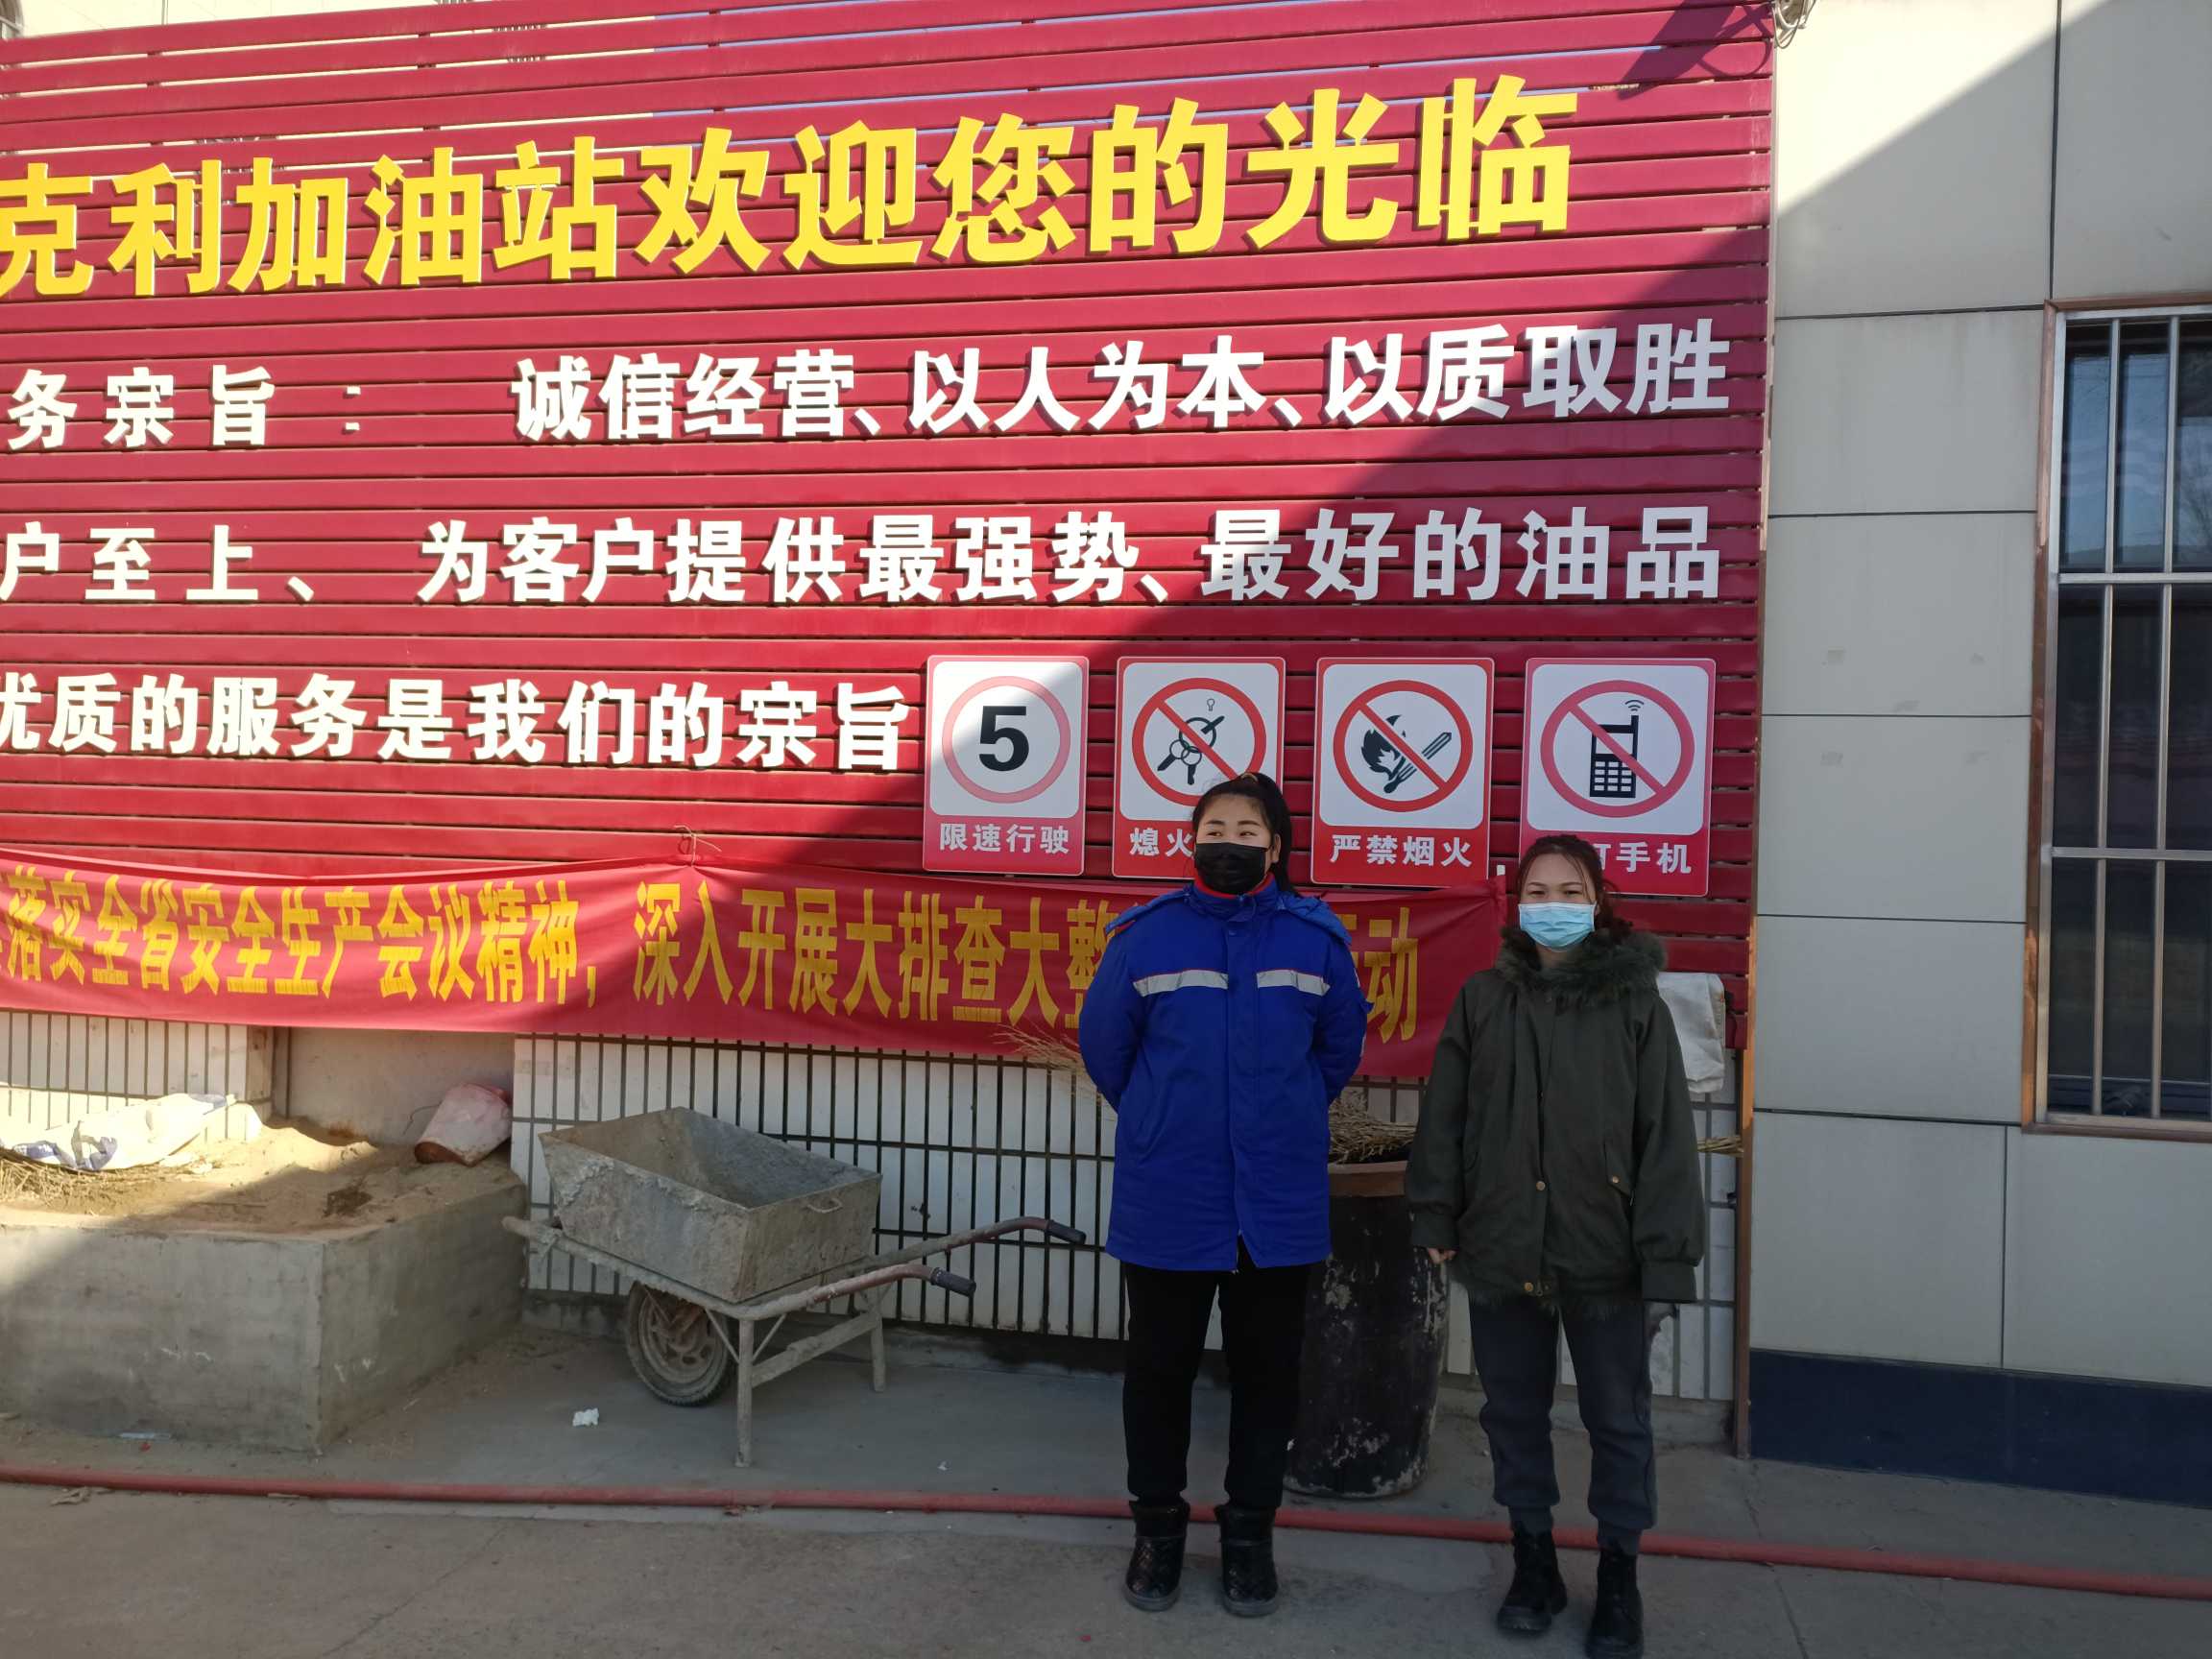 克利加油站欢迎您的光临
务宗旨： 诚信经营、以人为本、以质取胜
户至上、 为客户提供最强势、最好的油品
优质的服务是我们的宗旨
5
限速行驶
熄火
严禁烟火
打手机
落实全省安全生产会议精神，深入开展大排查大整 动